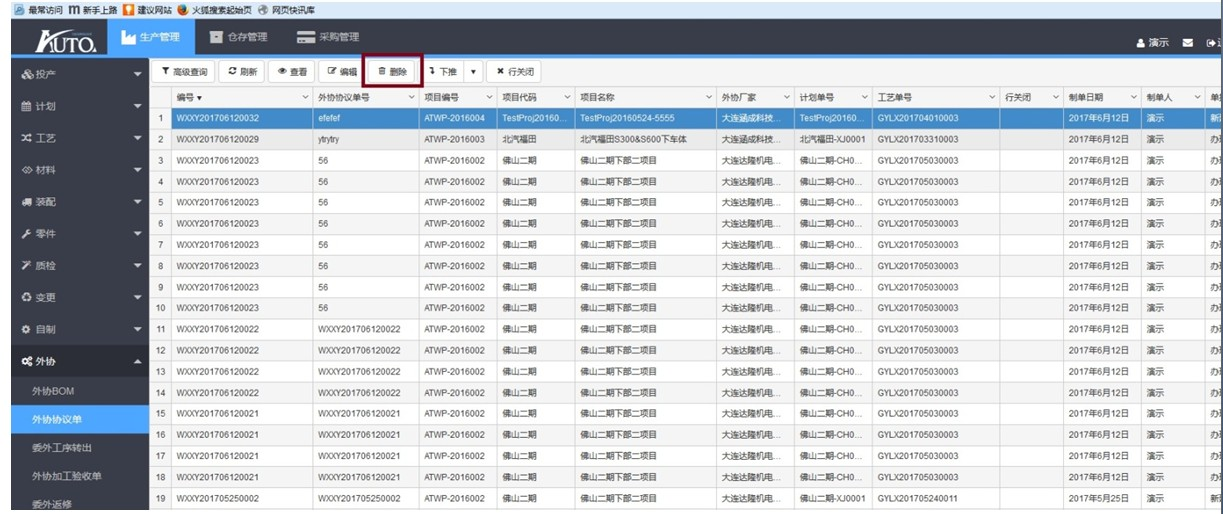 最常访问 新手上路 建议网站 火狐搜索起始页 网页快讯库
AUTO. 生产管理 仓存管理 采购管理 演示
投产 高级查询 刷新 查看 编辑 删除 下推 行关闭
计划
工艺
材料
装配
零件
质检
变更
自制
外协
外协BOM
外协协议单
委外工序转出
外协加工验收单
委外返修
编号 外协协议单号 项目编号 项目代码 项目名称 外协厂家 计划单号 工艺单号 行关闭 制单日期 制单人 单
1 WXXY201706120032 efefef ATWP-2016004 TestProj20160... TestProj20160524-5555 大连涵成科技... TestProj20160... GYLX201704010003 2017年6月12日 演示 新
2 WXXY201706120029 ytrytry ATWP-2016003 北汽福田 北汽福田S300&S600下车体 大连涵成科技... 北汽福田-XJ0001 GYLX201703310003 2017年6月12日 演示 办
3 WXXY201706120023 56 ATWP-2016002 佛山二期 佛山二期下部二项目 大连达隆机电... 佛山二期-CH0... GYLX201705030003 2017年6月12日 演示 办
4 WXXY201706120023 56 ATWP-2016002 佛山二期 佛山二期下部二项目 大连达隆机电... 佛山二期-CH0... GYLX201705030003 2017年6月12日 演示 办
5 WXXY201706120023 56 ATWP-2016002 佛山二期 佛山二期下部二项目 大连达隆机电... 佛山二期-CH0... GYLX201705030003 2017年6月12日 演示 办
6 WXXY201706120023 56 ATWP-2016002 佛山二期 佛山二期下部二项目 大连达隆机电... 佛山二期-CH0... GYLX201705030003 2017年6月12日 演示 办
7 WXXY201706120023 56 ATWP-2016002 佛山二期 佛山二期下部二项目 大连达隆机电... 佛山二期-CH0... GYLX201705030003 2017年6月12日 演示 办
8 WXXY201706120023 56 ATWP-2016002 佛山二期 佛山二期下部二项目 大连达隆机电... 佛山二期-CH0... GYLX201705030003 2017年6月12日 演示 办
9 WXXY201706120023 56 ATWP-2016002 佛山二期 佛山二期下部二项目 大连达隆机电... 佛山二期-CH0... GYLX201705030003 2017年6月12日 演示 办
10 WXXY201706120023 56 ATWP-2016002 佛山二期 佛山二期下部二项目 大连达隆机电... 佛山二期-CH0... GYLX201705030003 2017年6月12日 演示 办
11 WXXY201706120022 WXXY201706120022 ATWP-2016002 佛山二期 佛山二期下部二项目 大连达隆机电... 佛山二期-CH0... GYLX201705030003 2017年6月12日 演示 办
12 WXXY201706120022 WXXY201706120022 ATWP-2016002 佛山二期 佛山二期下部二项目 大连达隆机电... 佛山二期-CH0... GYLX201705030003 2017年6月12日 演示 办
13 WXXY201706120022 WXXY201706120022 ATWP-2016002 佛山二期 佛山二期下部二项目 大连达隆机电... 佛山二期-CH0... GYLX201705030003 2017年6月12日 演示 办
14 WXXY201706120022 WXXY201706120022 ATWP-2016002 佛山二期 佛山二期下部二项目 大连达隆机电... 佛山二期-CH0... GYLX201705030003 2017年6月12日 演示 办
15 WXXY201706120021 WXXY201706120021 ATWP-2016002 佛山二期 佛山二期下部二项目 大连达隆机电... 佛山二期-CH0... GYLX201705030003 2017年6月12日 演示 办
16 WXXY201706120021 WXXY201706120021 ATWP-2016002 佛山二期 佛山二期下部二项目 大连达隆机电... 佛山二期-CH0... GYLX201705030003 2017年6月12日 演示 办
17 WXXY201706120021 WXXY201706120021 ATWP-2016002 佛山二期 佛山二期下部二项目 大连达隆机电... 佛山二期-CH0... GYLX201705030003 2017年6月12日 演示 办
18 WXXY201706120021 WXXY201706120021 ATWP-2016002 佛山二期 佛山二期下部二项目 大连达隆机电... 佛山二期-CH0... GYLX201705030003 2017年6月12日 演示 办
19 WXXY201705250002 WXXY201705250002 ATWP-2016002 佛山二期 佛山二期下部二项目 大连达隆机电... 佛山二期-XJ0001 GYLX201705240011 2017年5月25日 演示 新